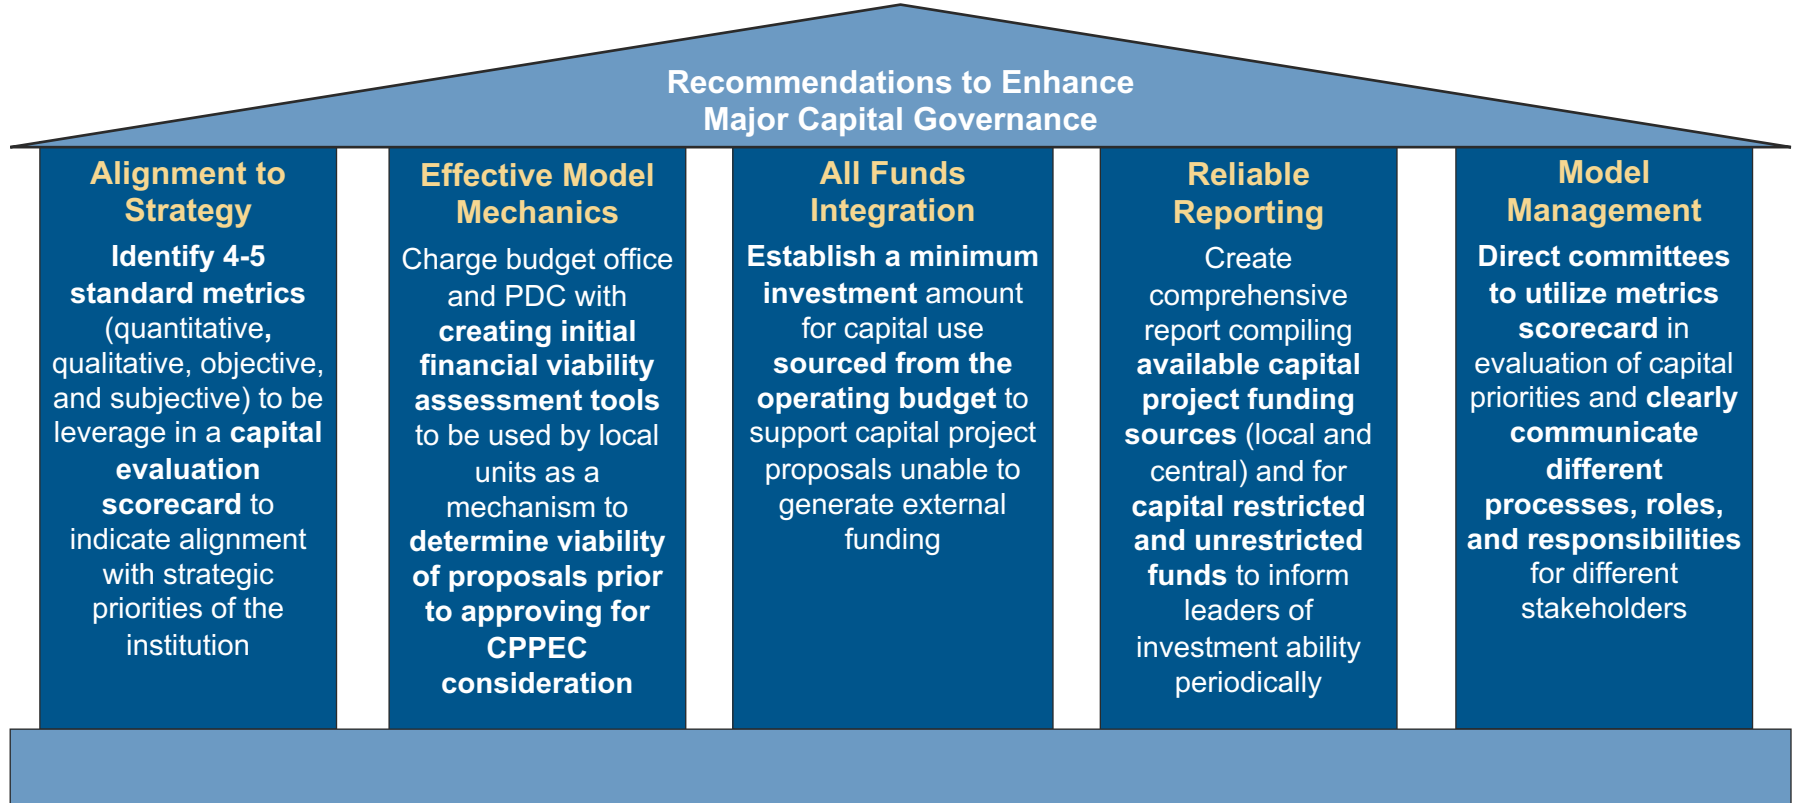 Recommendations to Enhance
Major Capital Governance
Alignment to
Strategy
Identify 4-5
standard metrics
(quantitative,
qualitative, objective,
and subjective) to be
leverage in a capital
evaluation
scorecard to
indicate alignment
with strategic
priorities of the
institution
Effective Model
Mechanics
Charge budget office
and PDC with
creating initial
financial viability
assessment tools
to be used by local
units as a
mechanism to
determine viability
of proposals prior
to approving for
CPPEC
consideration
All Funds
Integration
Establish a minimum
investment amount
for capital use
sourced from the
operating budget to
support capital project
proposals unable to
generate external
funding
Reliable
Reporting
Create
comprehensive
report compiling
available capital
project funding
sources (local and
central) and for
capital restricted
and unrestricted
funds to inform
leaders of
investment ability
periodically
Model
Management
Direct committees
to utilize metrics
scorecard in
evaluation of capital
priorities and clearly
communicate
different
processes, roles,
and responsibilities
for different
stakeholders